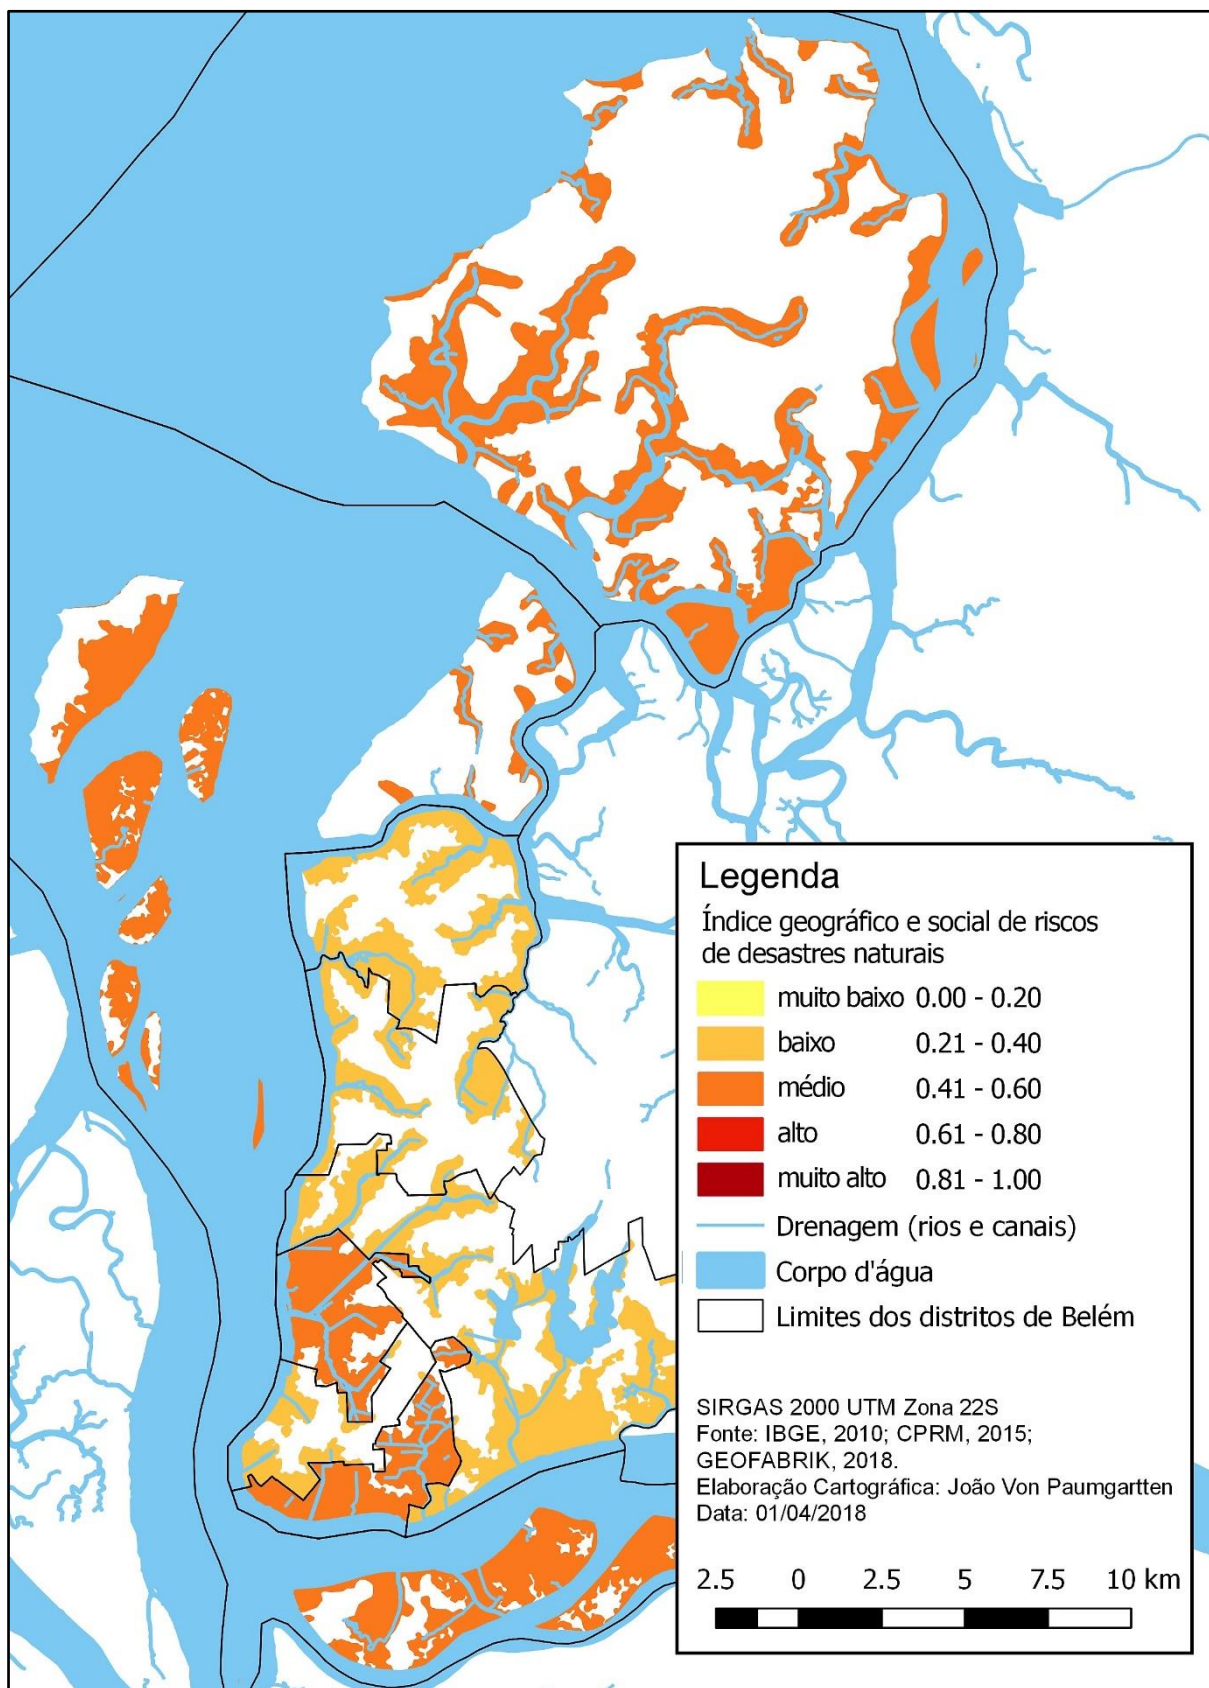 Legenda
Índice geográfico e social de riscos
de desastres naturais
muito baixo 0.00 - 0.20
baixo 0.21 - 0.40
médio 0.41 - 0.60
alto 0.61 - 0.80
muito alto 0.81 - 1.00
Drenagem (rios e canais)
Corpo d'água
Limites dos distritos de Belém
SIRGAS 2000 UTM Zona 22S
Fonte: IBGE, 2010; CPRM, 2015;
GEOFABRIK, 2018.
Elaboração Cartográfica: João Von Paumgartten
Data: 01/04/2018
2.5 0 2.5 5 7.5 10 km